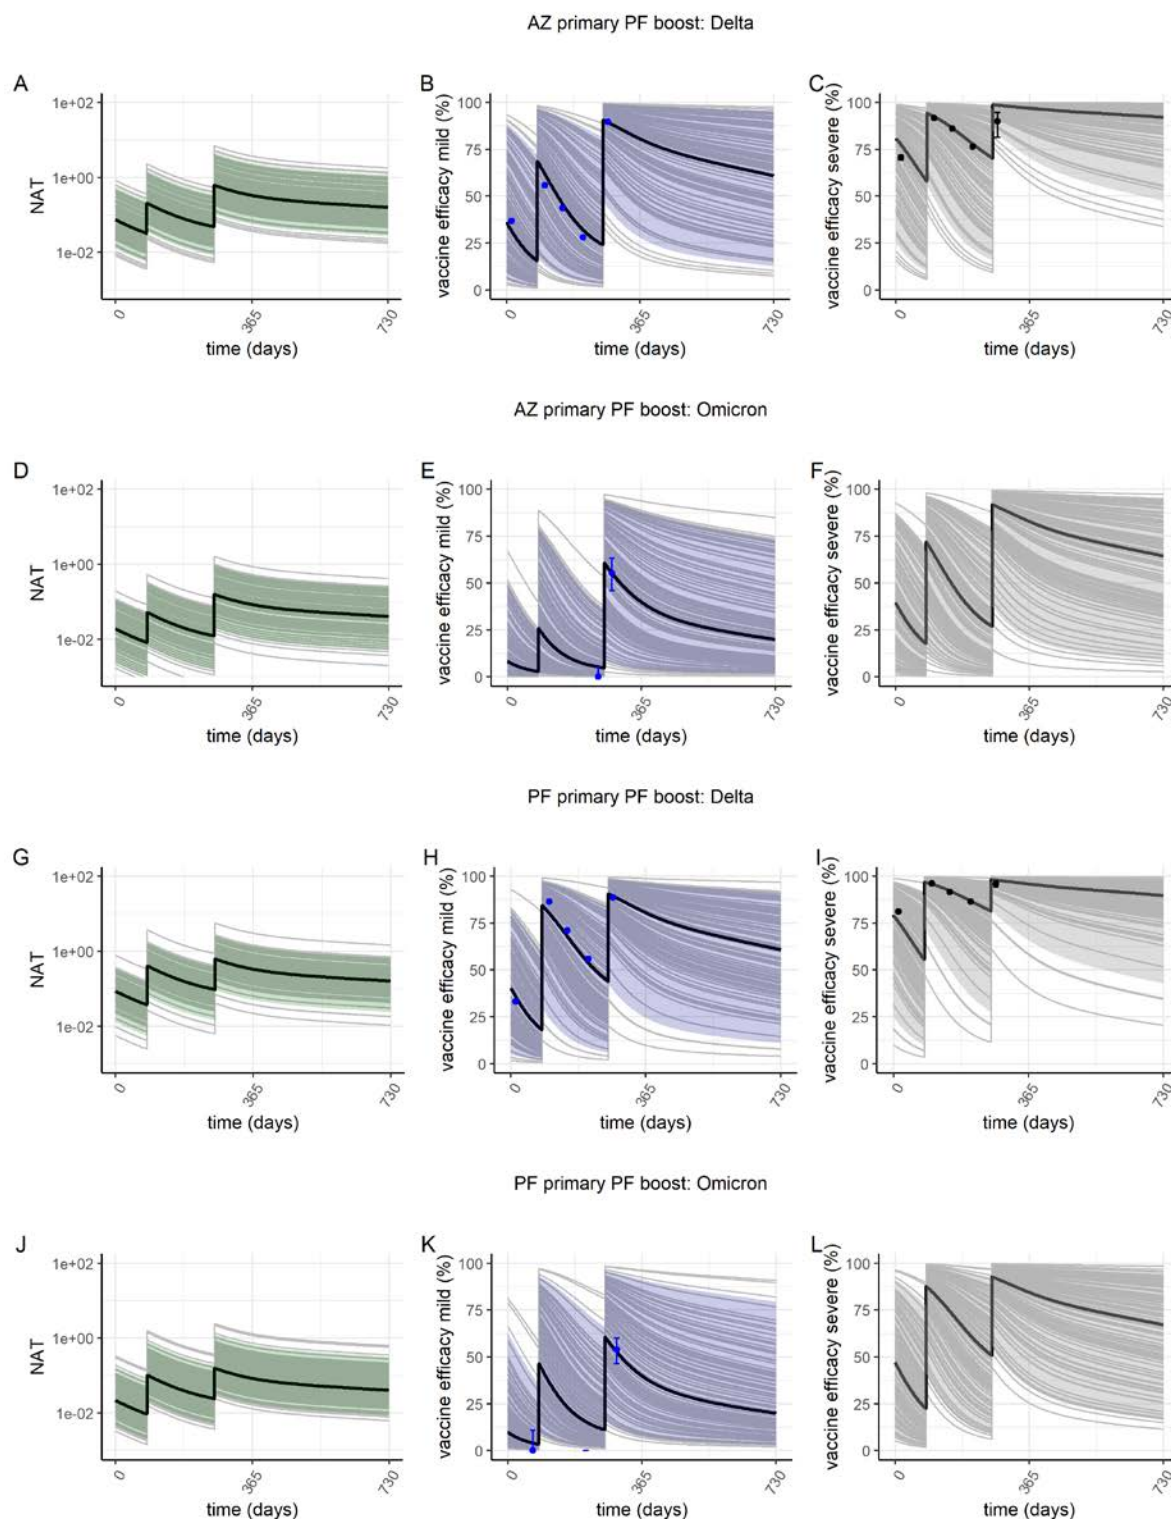 AZ primary PF boost: Delta
A
B
C
NAT
1e+02
1e+00
1e-02
0
365
730
time (days)
vaccine efficacy mild (%)
100
75
50
25
0
0
365
730
time (days)
vaccine efficacy severe (%)
100
75
50
25
0
0
365
730
time (days)
AZ primary PF boost: Omicron
D
E
F
NAT
1e+02
1e+00
1e-02
0
365
730
time (days)
vaccine efficacy mild (%)
100
75
50
25
0
0
365
730
time (days)
vaccine efficacy severe (%)
100
75
50
25
0
0
365
730
time (days)
PF primary PF boost: Delta
G
H
I
NAT
1e+02
1e+00
1e-02
0
365
730
time (days)
vaccine efficacy mild (%)
100
75
50
25
0
0
365
730
time (days)
vaccine efficacy severe (%)
100
75
50
25
0
0
365
730
time (days)
PF primary PF boost: Omicron
J
K
L
NAT
1e+02
1e+00
1e-02
0
365
730
time (days)
vaccine efficacy mild (%)
100
75
50
25
0
0
365
730
time (days)
vaccine efficacy severe (%)
100
75
50
25
0
0
365
730
time (days)